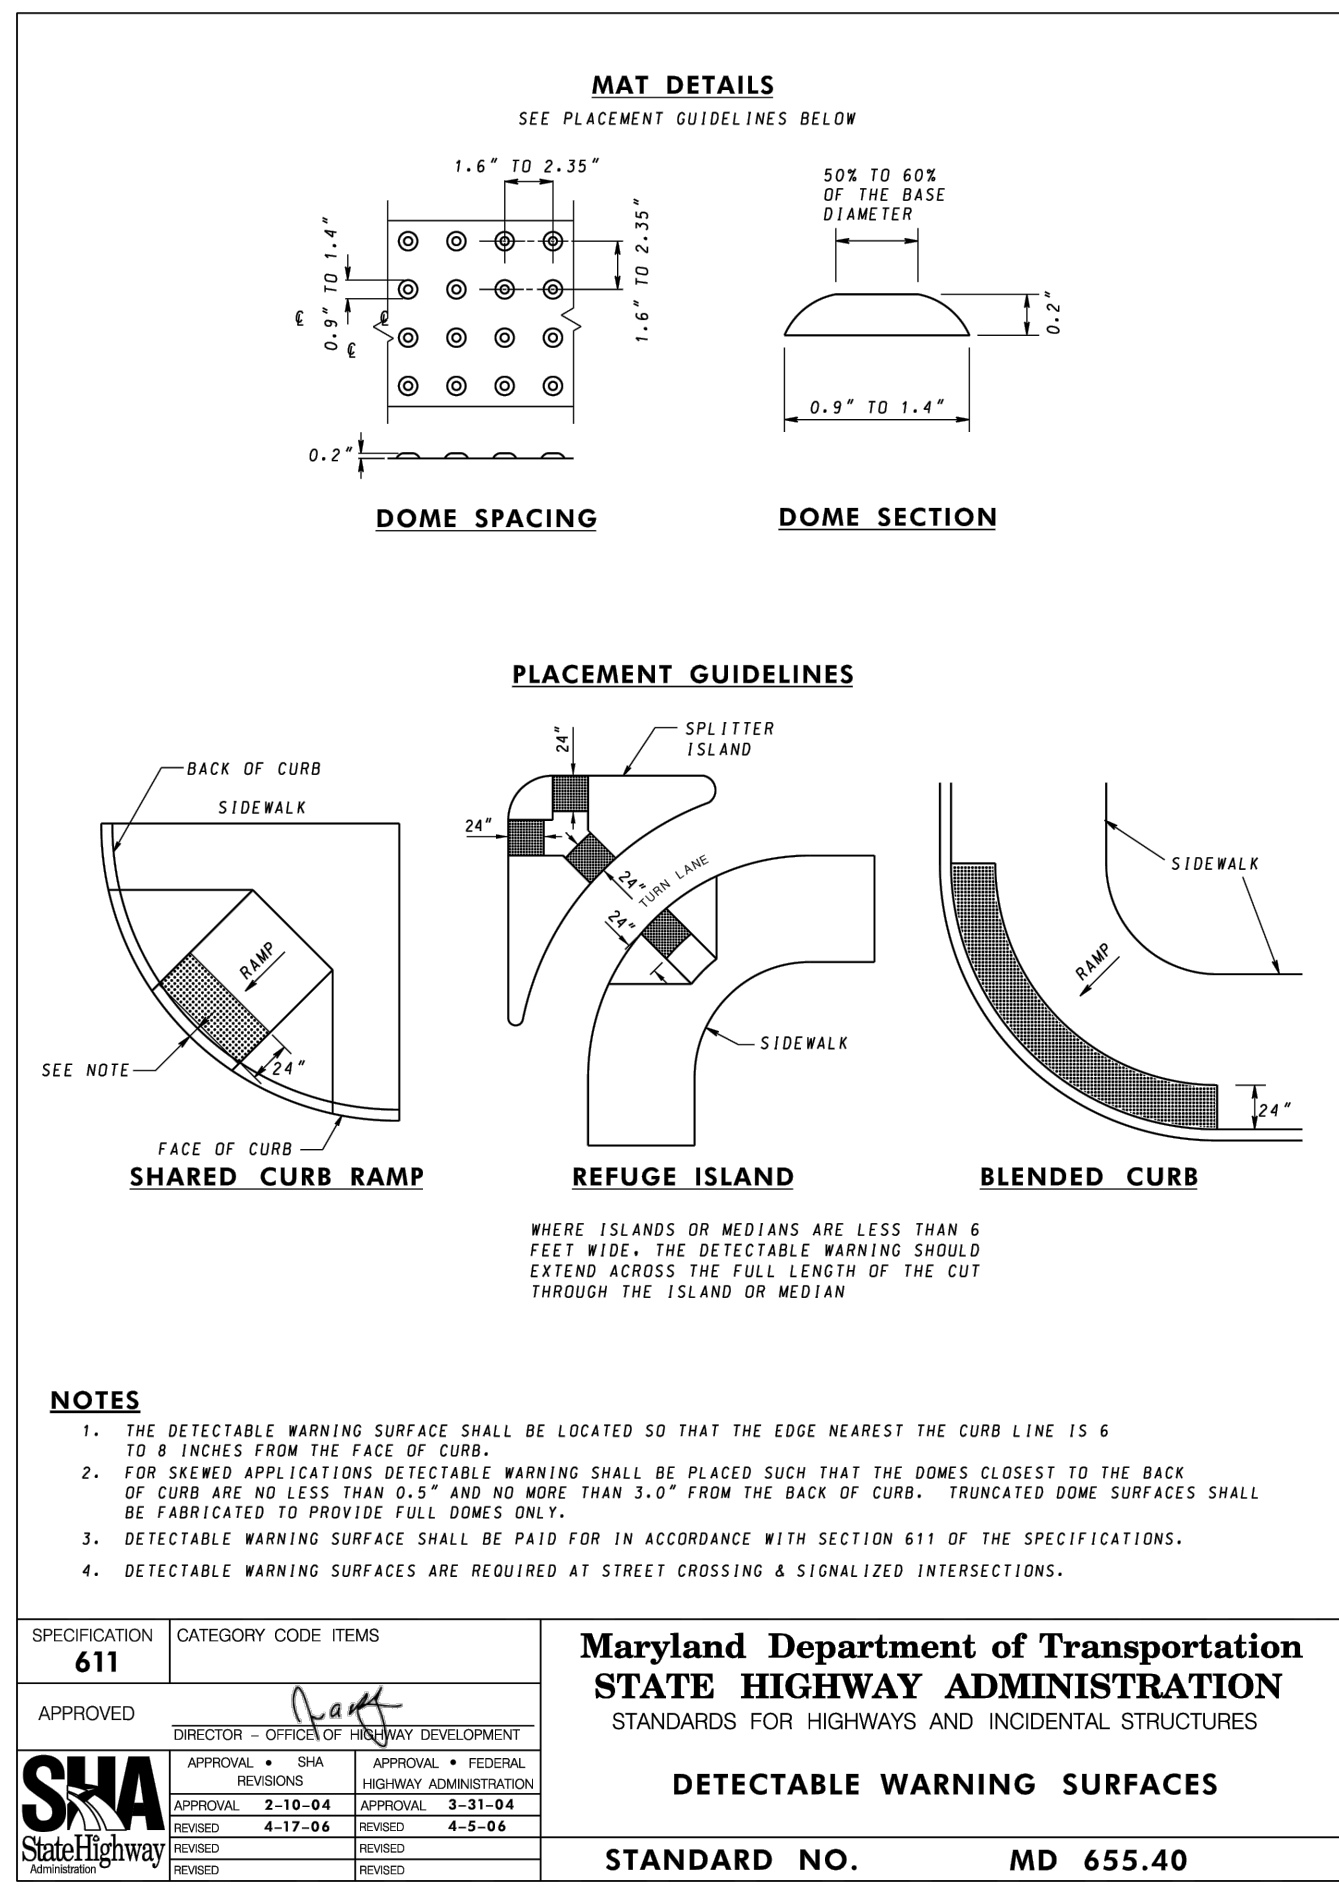 MAT DETAILS
SEE PLACEMENT GUIDELINES BELOW
1.6" TO 2.35"
0.9" TO 1.4"
1.6" TO 2.35"
℄
℄
℄
0.2"
DOME SPACING
50% TO 60%
OF THE BASE
DIAMETER
0.2"
0.9" TO 1.4"
DOME SECTION
PLACEMENT GUIDELINES
BACK OF CURB
SIDEWALK
RAMP
SEE NOTE
24"
FACE OF CURB
SHARED CURB RAMP
24"
SPLITTER
ISLAND
24"
24"
TURN LANE
24"
SIDEWALK
REFUGE ISLAND
WHERE ISLANDS OR MEDIANS ARE LESS THAN 6
FEET WIDE, THE DETECTABLE WARNING SHOULD
EXTEND ACROSS THE FULL LENGTH OF THE CUT
THROUGH THE ISLAND OR MEDIAN
SIDEWALK
RAMP
24"
BLENDED CURB
NOTES
1. THE DETECTABLE WARNING SURFACE SHALL BE LOCATED SO THAT THE EDGE NEAREST THE CURB LINE IS 6
TO 8 INCHES FROM THE FACE OF CURB.
2. FOR SKEWED APPLICATIONS DETECTABLE WARNING SHALL BE PLACED SUCH THAT THE DOMES CLOSEST TO THE BACK
OF CURB ARE NO LESS THAN 0.5" AND NO MORE THAN 3.0" FROM THE BACK OF CURB. TRUNCATED DOME SURFACES SHALL
BE FABRICATED TO PROVIDE FULL DOMES ONLY.
3. DETECTABLE WARNING SURFACE SHALL BE PAID FOR IN ACCORDANCE WITH SECTION 611 OF THE SPECIFICATIONS.
4. DETECTABLE WARNING SURFACES ARE REQUIRED AT STREET CROSSING & SIGNALIZED INTERSECTIONS.
SPECIFICATION
611
CATEGORY CODE ITEMS
APPROVED
DIRECTOR – OFFICE OF HIGHWAY DEVELOPMENT
SHA
StateHighway
Administration
APPROVAL • SHA
REVISIONS
APPROVAL • FEDERAL
HIGHWAY ADMINISTRATION
APPROVAL 2-10-04
APPROVAL 3-31-04
REVISED 4-17-06
REVISED 4-5-06
REVISED
REVISED
REVISED
REVISED
Maryland Department of Transportation
STATE HIGHWAY ADMINISTRATION
STANDARDS FOR HIGHWAYS AND INCIDENTAL STRUCTURES
DETECTABLE WARNING SURFACES
STANDARD NO. MD 655.40